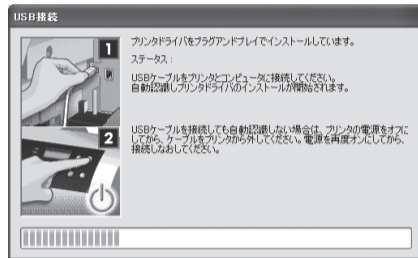 USB接続
1
プリンタドライバをプラグアンドプレイでインストールしています。
ステータス:
USBケーブルをプリンタとコンピュータに接続してください。
自動認識しプリンタドライバのインストールが開始されます。
2
USBケーブルを接続しても自動認識しない場合は、プリンタの電源をオフに
してから、ケーブルをプリンタから外してください。電源を再度オンにしてから、
接続しなおしてください。